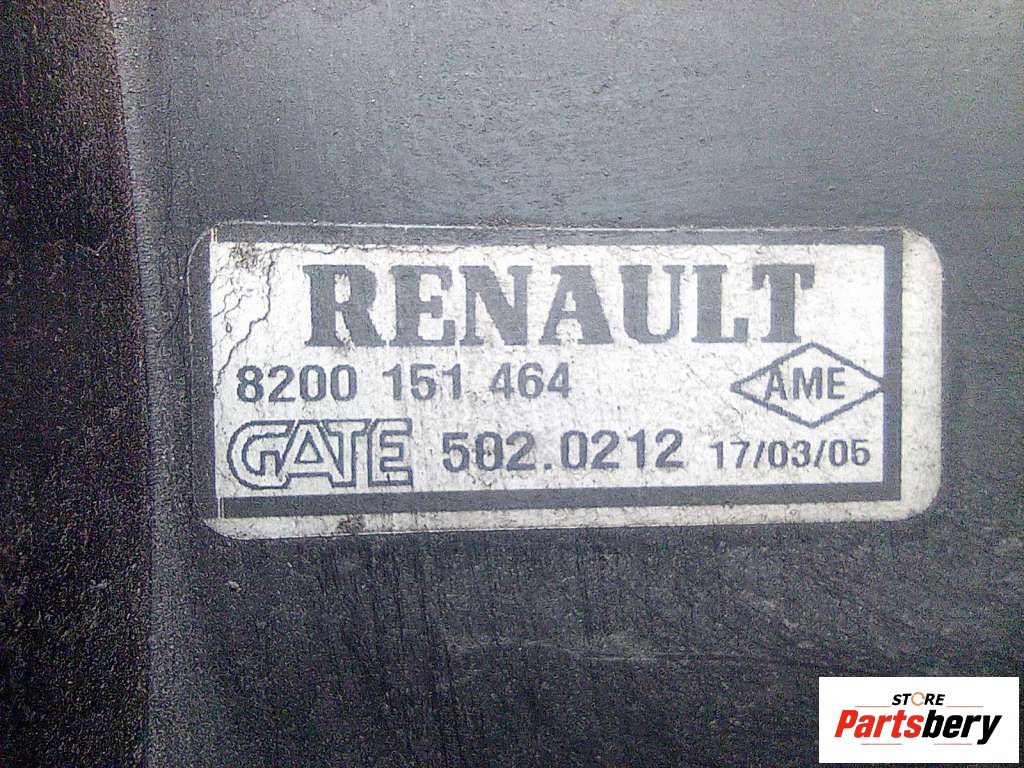 RENAULT
8200 151 464
AME
GATE 502.0212 17/03/05
STORE
Partsbery